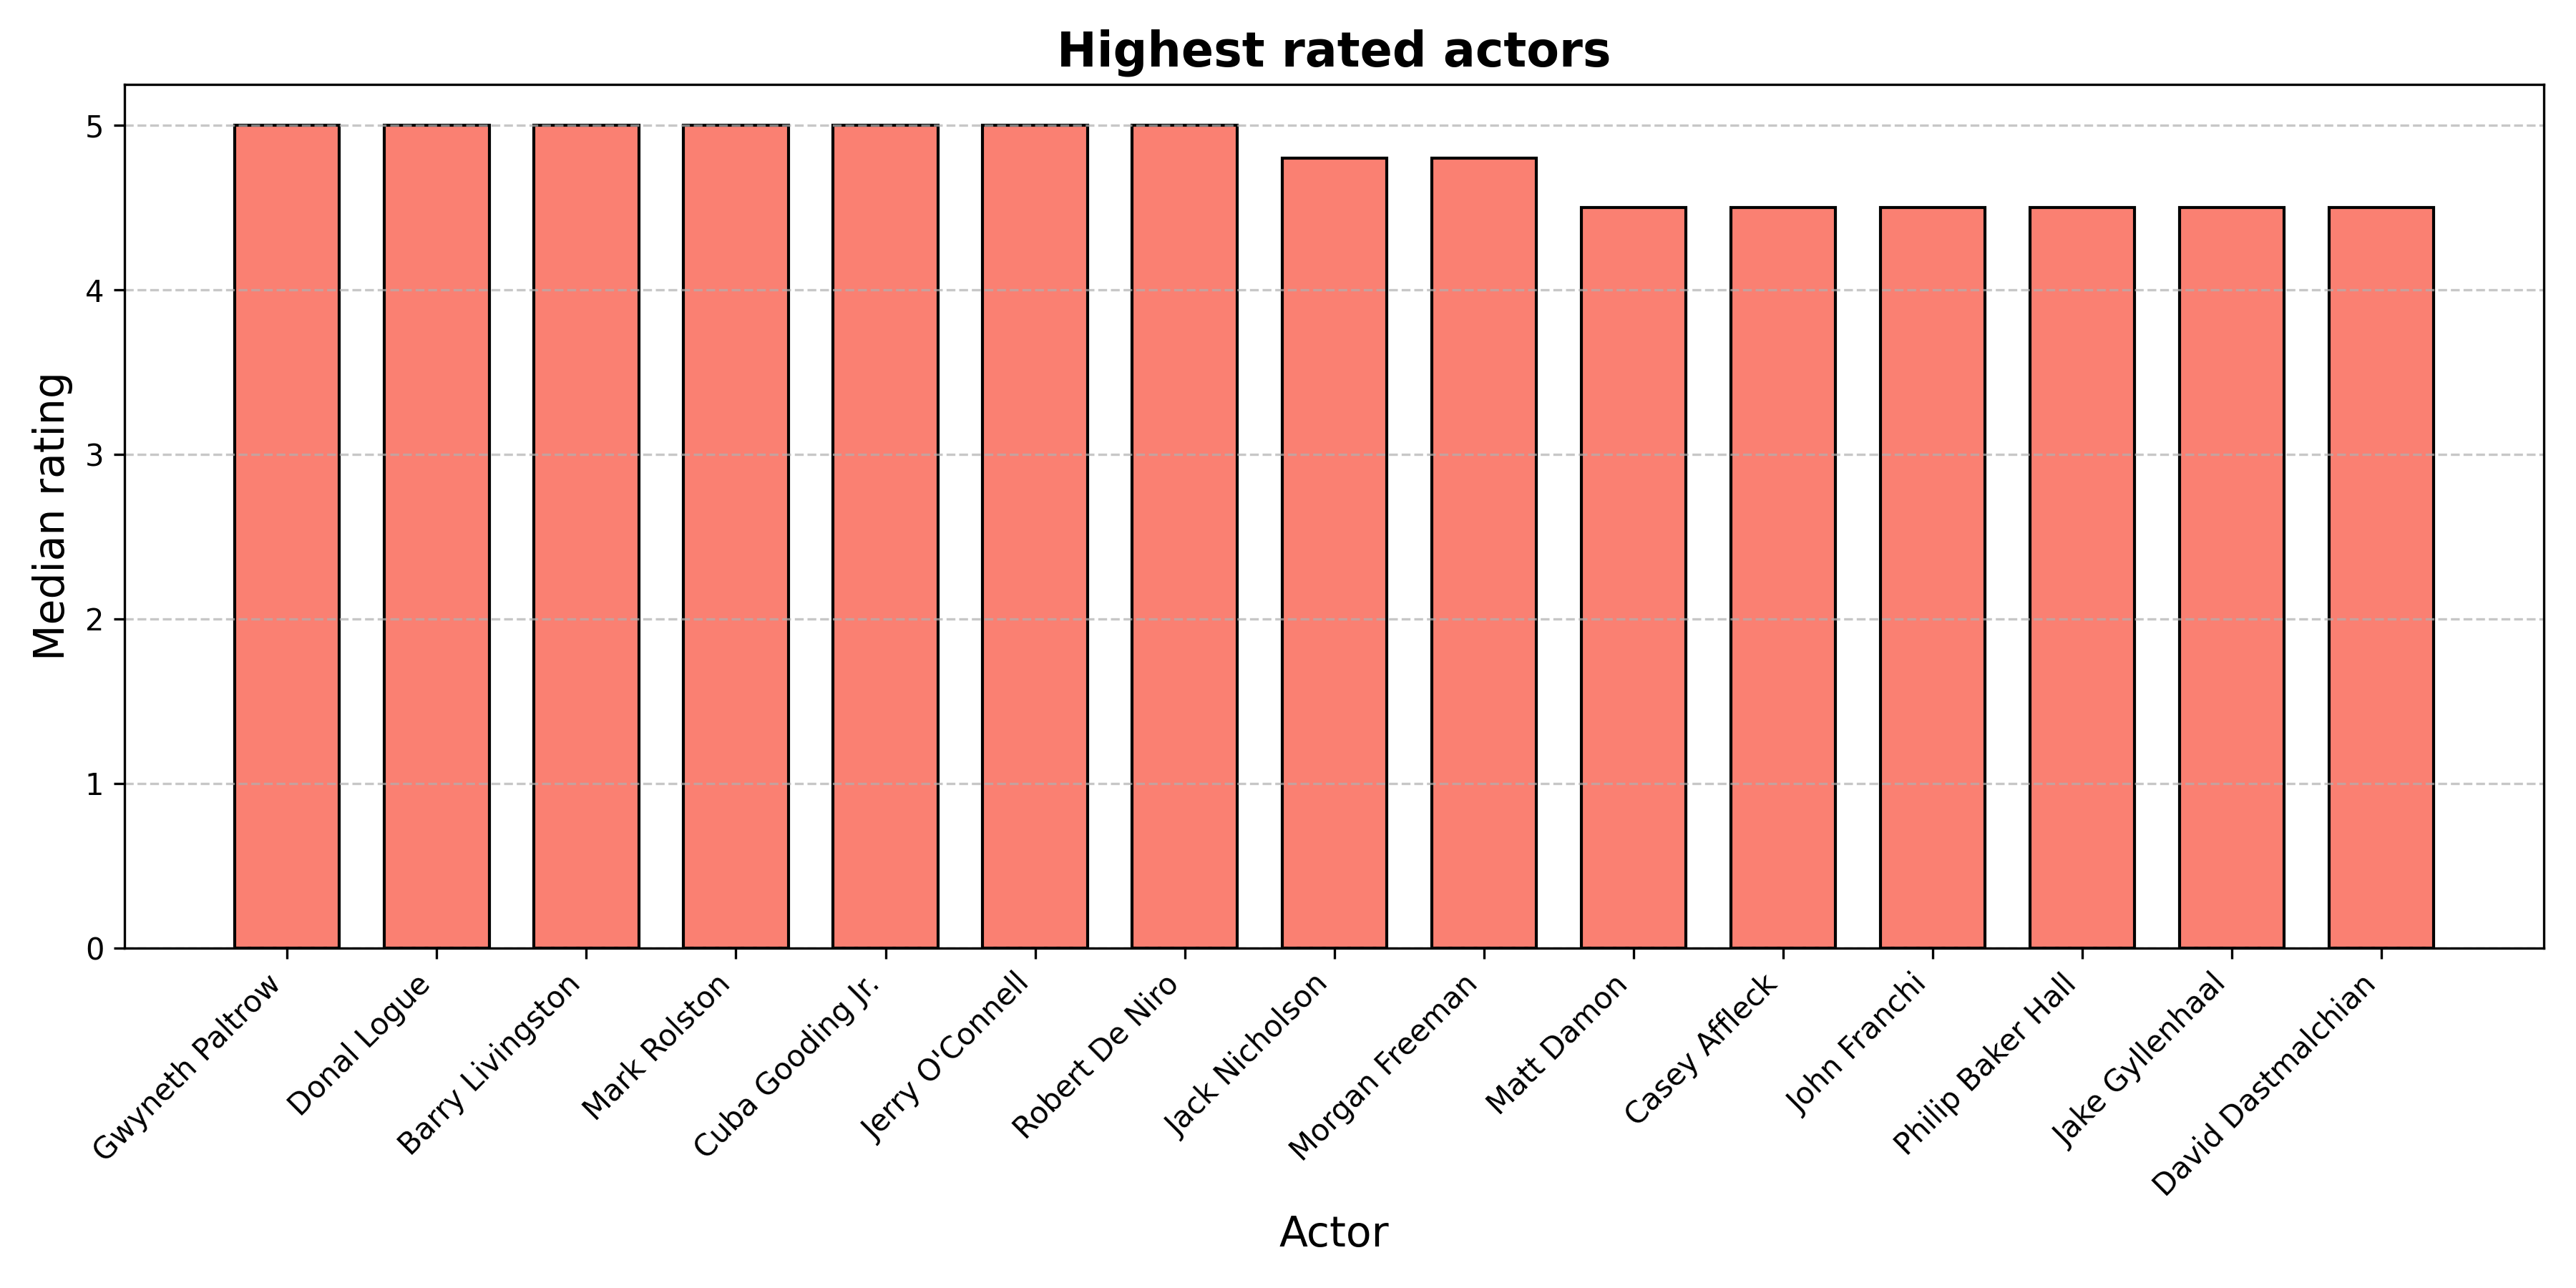 Highest rated actors
Median rating
5
4
3
2
1
0
Gwyneth Paltrow
Donal Logue
Barry Livingston
Mark Rolston
Cuba Gooding Jr.
Jerry O'Connell
Robert De Niro
Jack Nicholson
Morgan Freeman
Matt Damon
Casey Affleck
John Franchi
Philip Baker Hall
Jake Gyllenhaal
David Dastmalchian
Actor